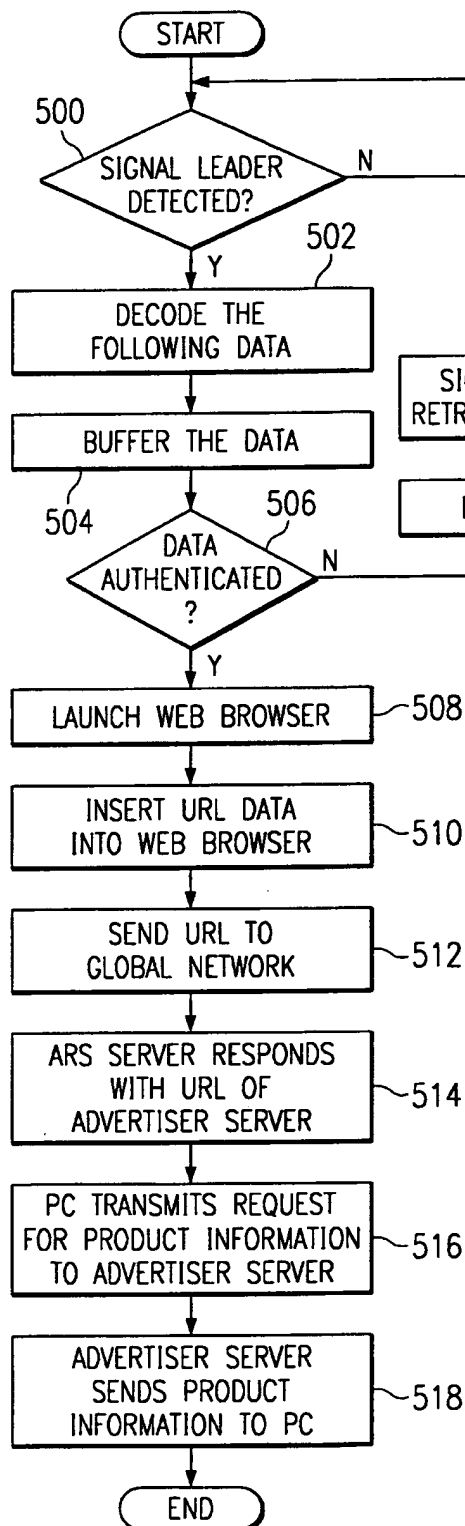 START
500
SIGNAL LEADER
DETECTED?
N
Y
502
DECODE THE
FOLLOWING DATA
BUFFER THE DATA
504
506
DATA
AUTHENTICATED
?
N
Y
LAUNCH WEB BROWSER
508
INSERT URL DATA
INTO WEB BROWSER
510
SEND URL TO
GLOBAL NETWORK
512
ARS SERVER RESPONDS
WITH URL OF
ADVERTISER SERVER
514
PC TRANSMITS REQUEST
FOR PRODUCT INFORMATION
TO ADVERTISER SERVER
516
ADVERTISER SERVER
SENDS PRODUCT
INFORMATION TO PC
518
END